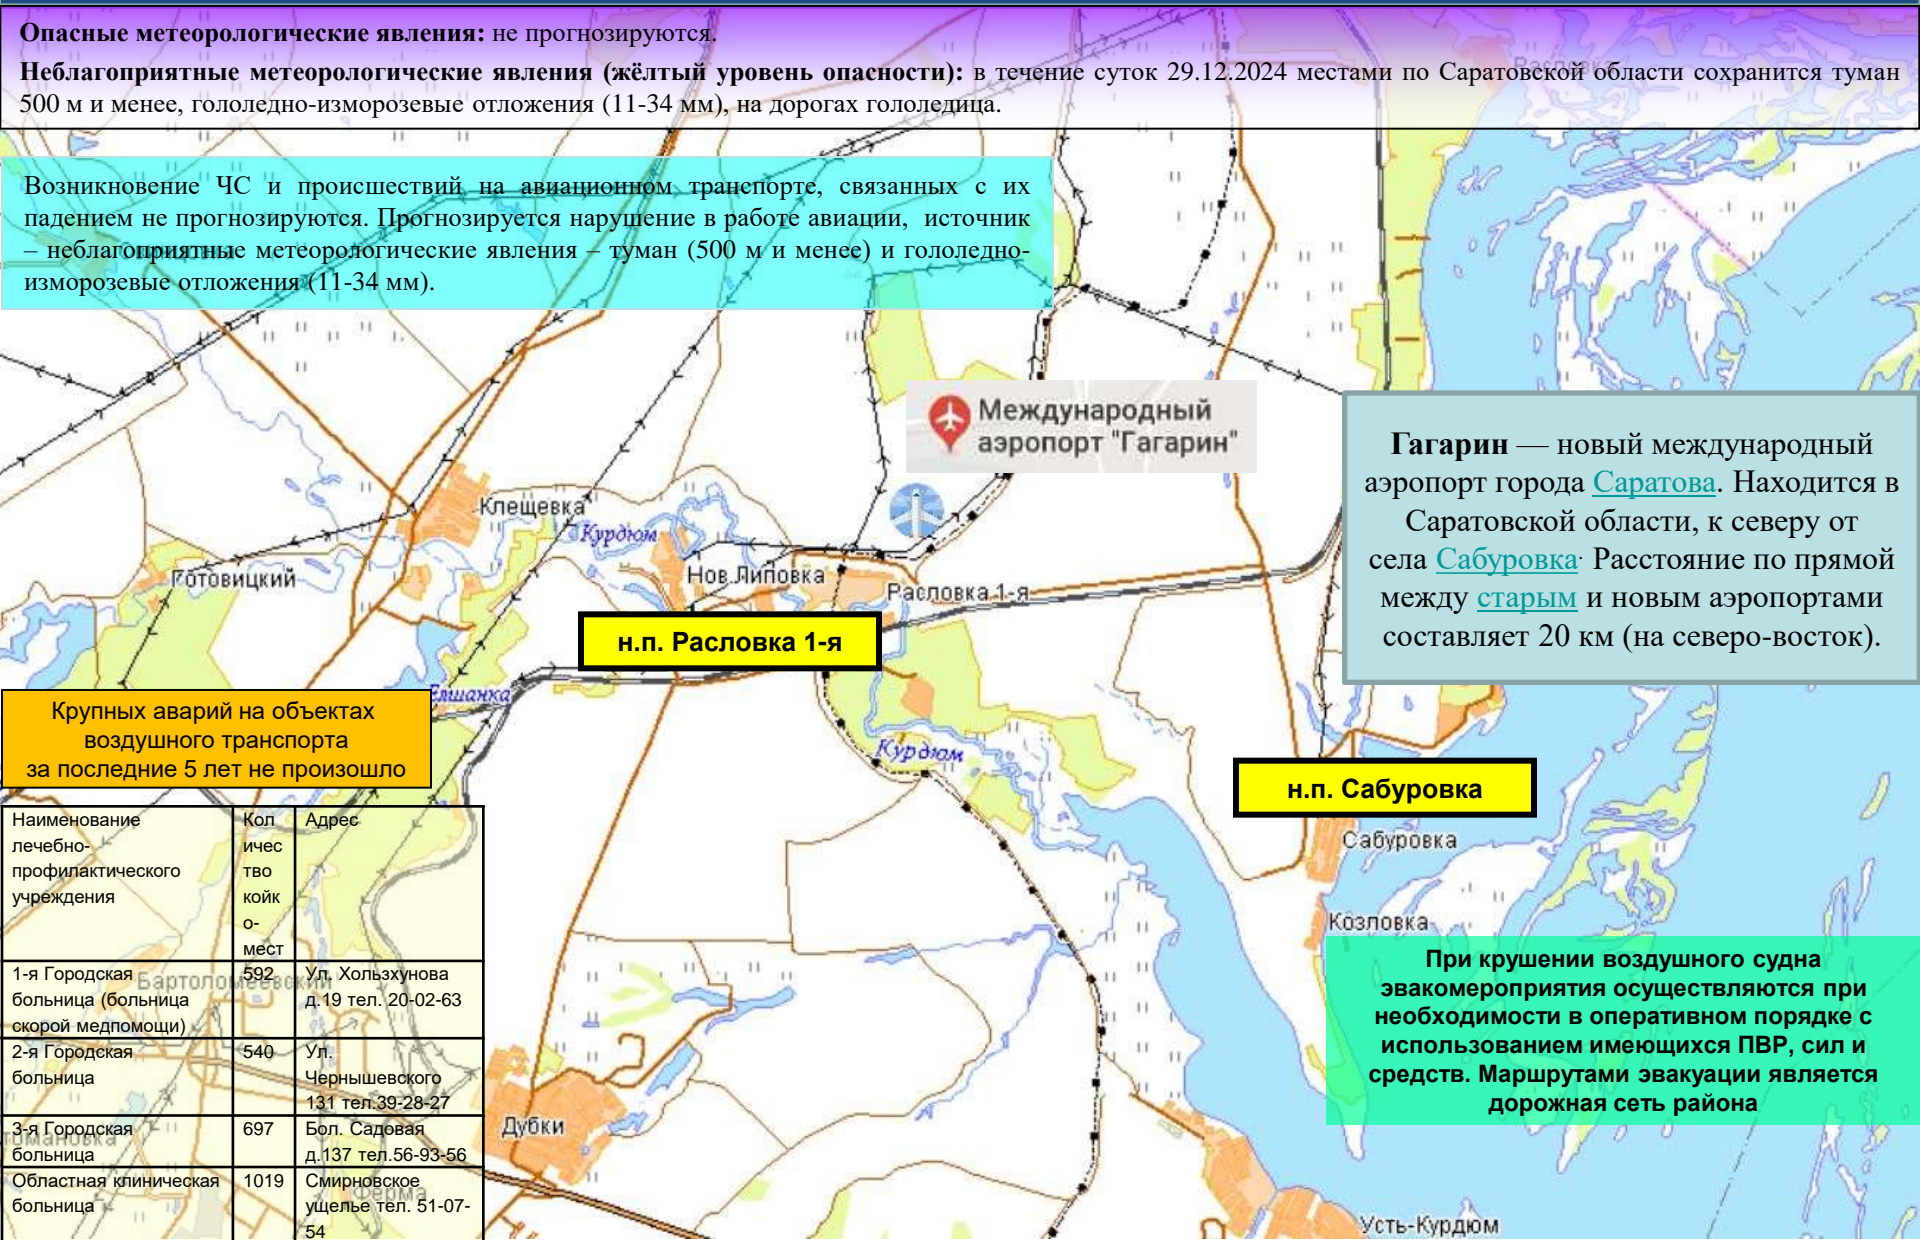 Опасные метеорологические явления: не прогнозируются.
Неблагоприятные метеорологические явления (жёлтый уровень опасности): в течение суток 29.12.2024 местами по Саратовской области сохранится туман
500 м и менее, гололедно-изморозевые отложения (11-34 мм), на дорогах гололедица.
Возникновение ЧС и происшествий на авиационном транспорте, связанных с их
падением не прогнозируются. Прогнозируется нарушение в работе авиации, источник
– неблагоприятные метеорологические явления – туман (500 м и менее) и гололедно-
изморозевые отложения (11-34 мм).
Международный
аэропорт "Гагарин"
Гагарин — новый международный
аэропорт города Саратова. Находится в
Саратовской области, к северу от
села Сабуровка. Расстояние по прямой
между старым и новым аэропортами
составляет 20 км (на северо-восток).
Клещевка
Курдюм
Готовицкий
Нов.Липовка
Расловка 1-я
н.п. Расловка 1-я
Елшанка
Крупных аварий на объектах
воздушного транспорта
за последние 5 лет не произошло
Курдюм
н.п. Сабуровка
Сабуровка
Козловка
При крушении воздушного судна
эвакомероприятия осуществляются при
необходимости в оперативном порядке с
использованием имеющихся ПВР, сил и
средств. Маршрутами эвакуации является
дорожная сеть района
Наименование
лечебно-
профилактического
учреждения
Кол
ичес
тво
койк
о-
мест
Адрес
1-я Городская
больница (больница
скорой медпомощи)
592
Ул. Хользхунова
д.19 тел. 20-02-63
Бартоломеевский
2-я Городская
больница
540
Ул.
Чернышевского
131 тел.39-28-27
3-я Городская
больница
697
Бол. Садовая
д.137 тел.56-93-56
Областная клиническая
больница
1019
Смирновское
ущелье тел. 51-07-
54
Ферма
Дубки
Усть-Курдюм